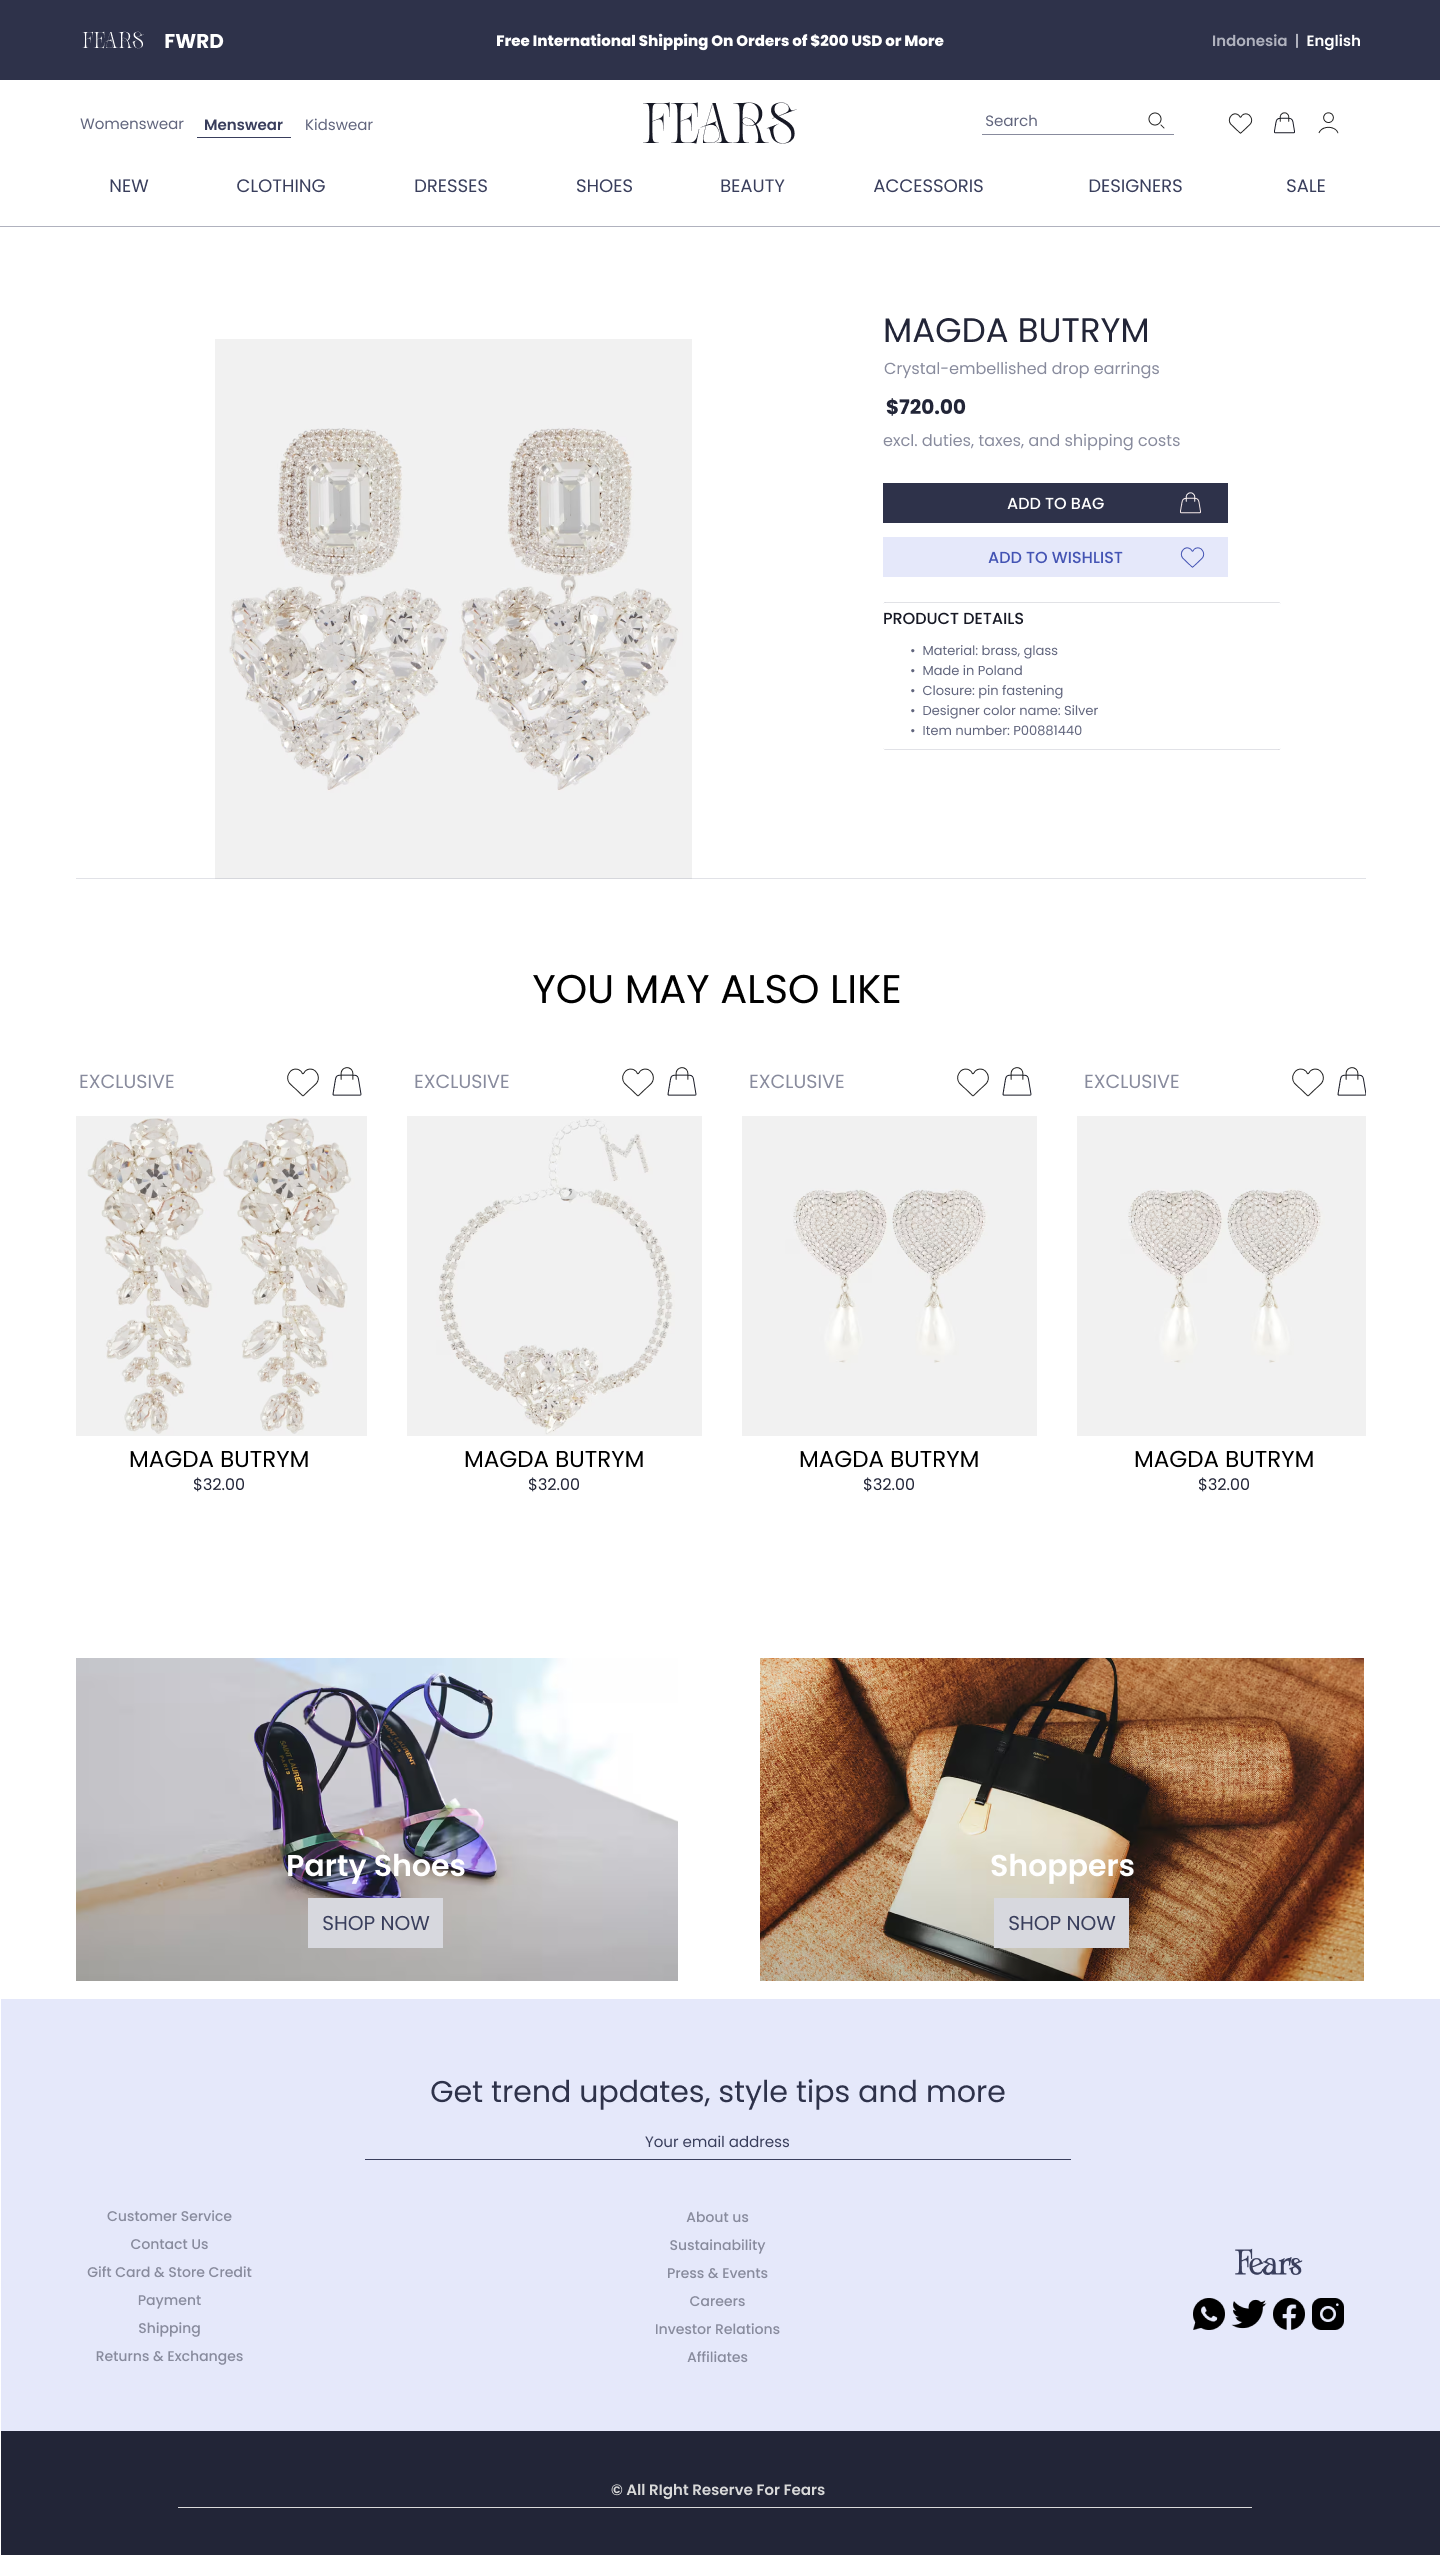 FEARS FWRD
Free International Shipping On Orders of $200 USD or More
Indonesia | English
Womenswear Menswear Kidswear
FEARS
Search
NEW CLOTHING DRESSES SHOES BEAUTY ACCESSORIS DESIGNERS SALE
MAGDA BUTRYM
Crystal-embellished drop earrings
$720.00
excl. duties, taxes, and shipping costs
ADD TO BAG
ADD TO WISHLIST
PRODUCT DETAILS
• Material: brass, glass
• Made in Poland
• Closure: pin fastening
• Designer color name: Silver
• Item number: P00881440
YOU MAY ALSO LIKE
EXCLUSIVE
EXCLUSIVE
EXCLUSIVE
EXCLUSIVE
M
MAGDA BUTRYM
$32.00
MAGDA BUTRYM
$32.00
MAGDA BUTRYM
$32.00
MAGDA BUTRYM
$32.00
SAINT LAURENT
PARIS
SAINT LAURENT
PARIS
Party Shoes
SHOP NOW
Shoppers
SHOP NOW
Get trend updates, style tips and more
Your email address
Customer Service
Contact Us
Gift Card & Store Credit
Payment
Shipping
Returns & Exchanges
About us
Sustainability
Press & Events
Careers
Investor Relations
Affiliates
Fears
© All RIght Reserve For Fears